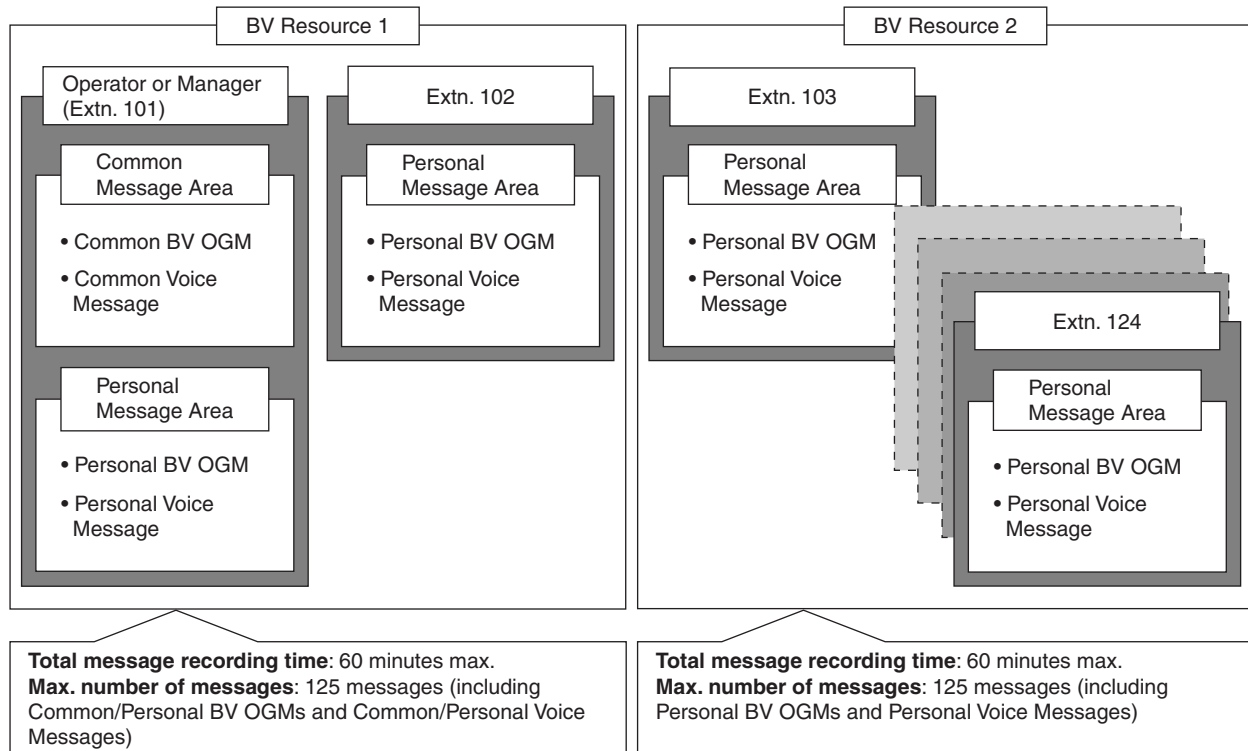 BV Resource 1
Operator or Manager
(Extn. 101)
Common
Message Area
• Common BV OGM
• Common Voice
Message
Personal
Message Area
• Personal BV OGM
• Personal Voice
Message
Extn. 102
Personal
Message Area
• Personal BV OGM
• Personal Voice
Message
Total message recording time: 60 minutes max.
Max. number of messages: 125 messages (including
Common/Personal BV OGMs and Common/Personal Voice
Messages)
BV Resource 2
Extn. 103
Personal
Message Area
• Personal BV OGM
• Personal Voice
Message
Extn. 124
Personal
Message Area
• Personal BV OGM
• Personal Voice
Message
Total message recording time: 60 minutes max.
Max. number of messages: 125 messages (including
Personal BV OGMs and Personal Voice Messages)